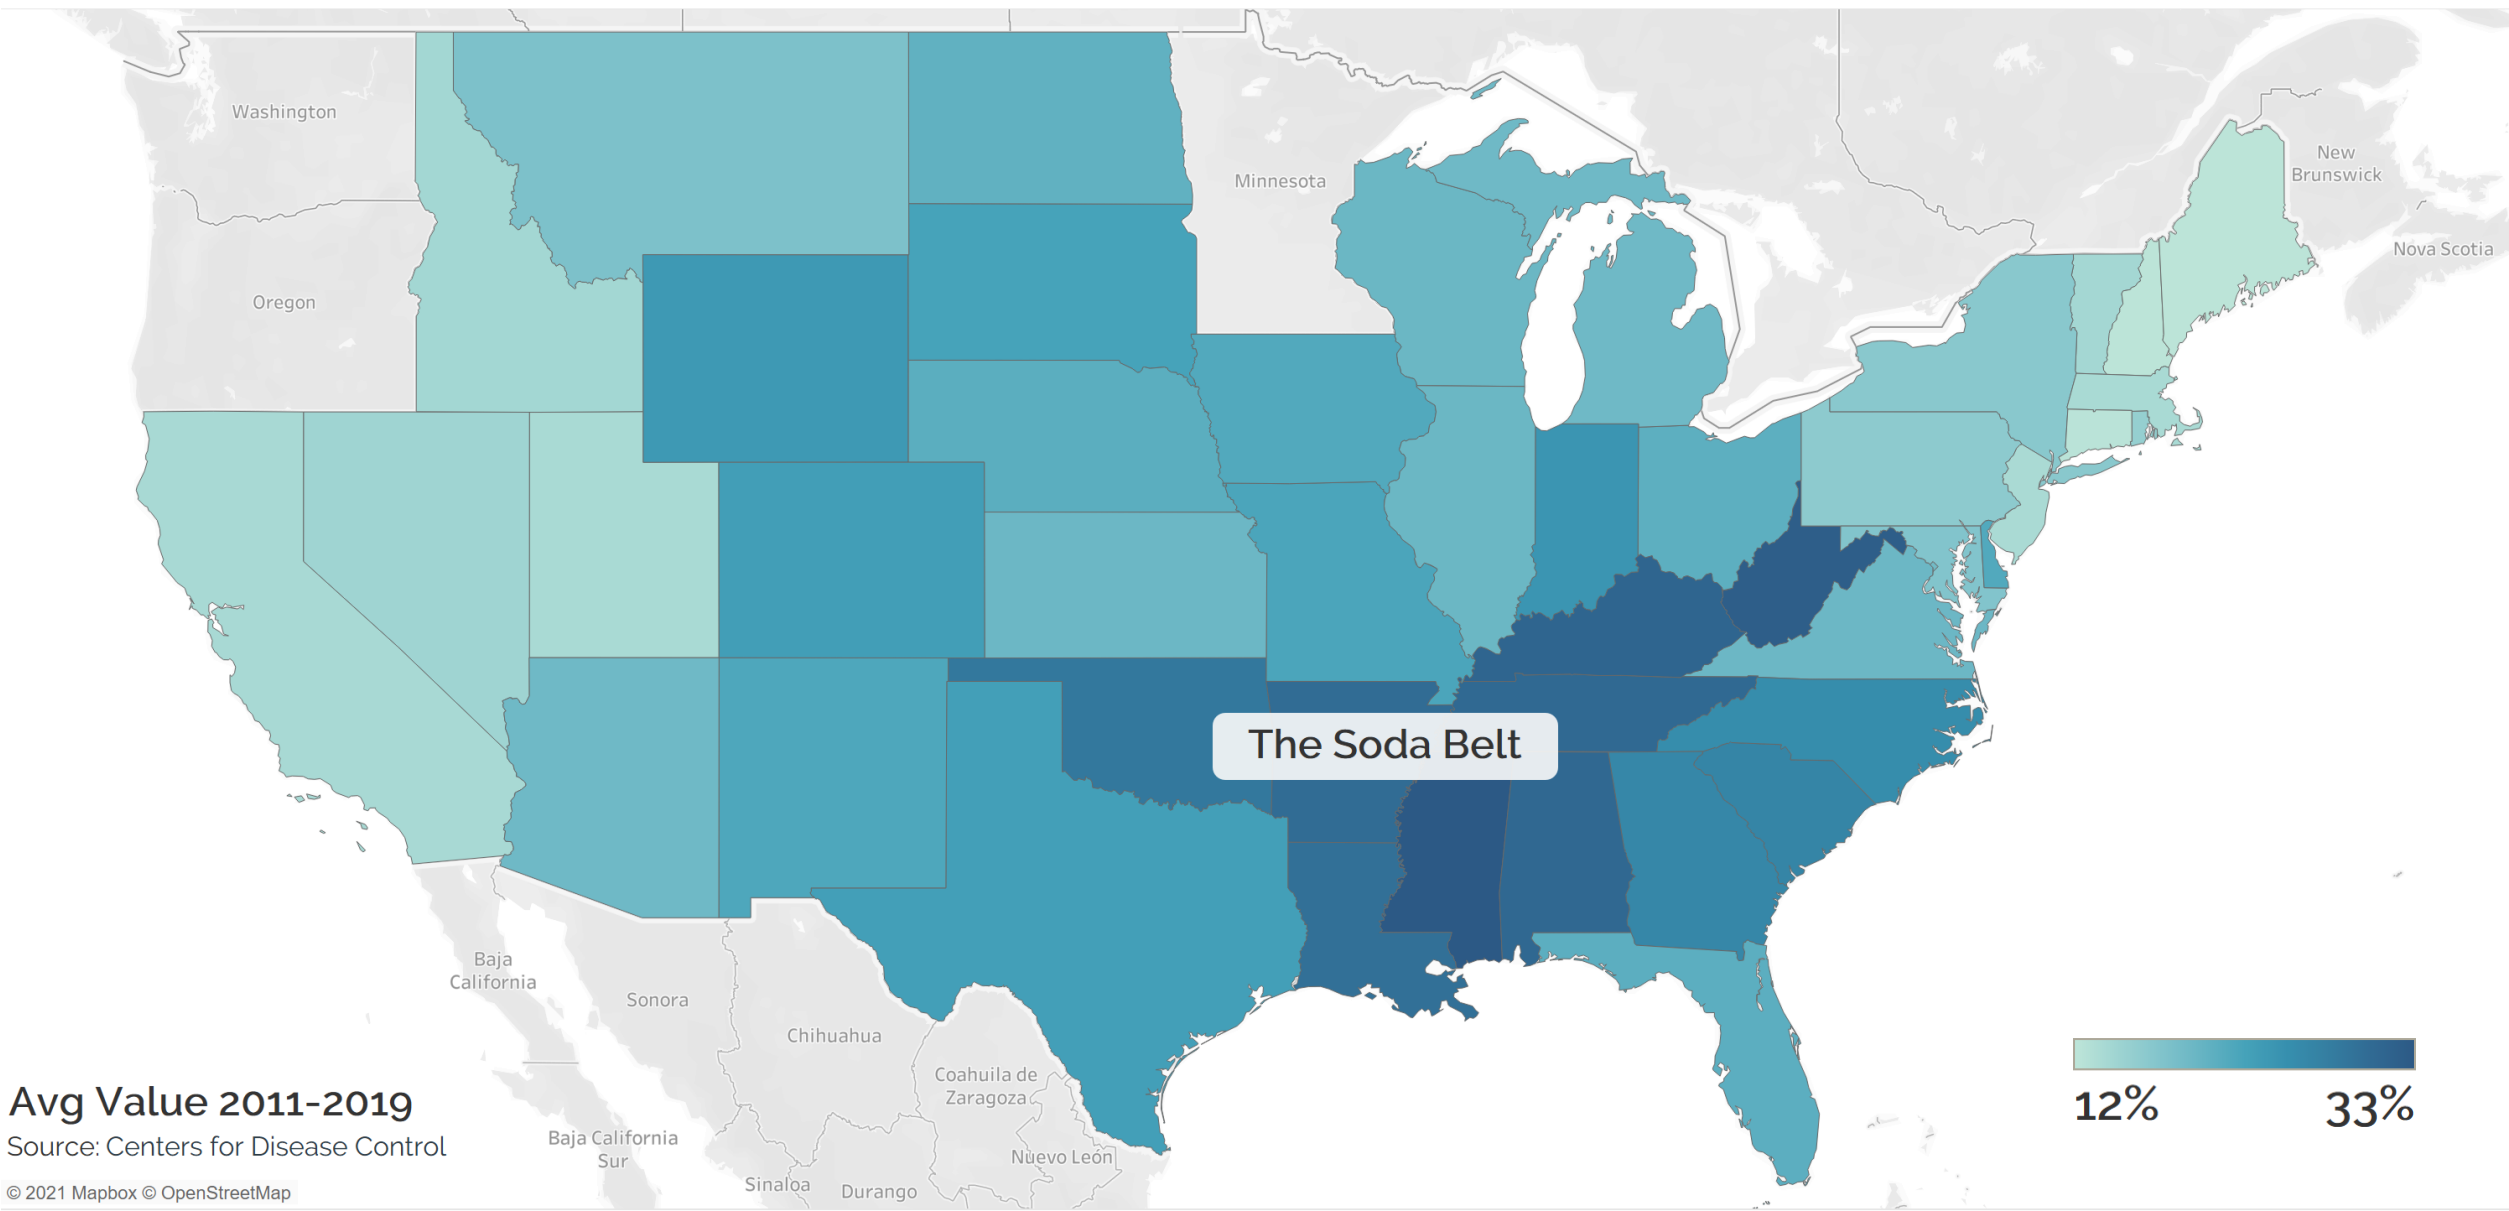 Washington
Minnesota
New
Brunswick
Nova Scotia
Oregon
The Soda Belt
Baja
California
Sonora
Chihuahua
Coahuila de
Zaragoza
12%
33%
Avg Value 2011-2019
Source: Centers for Disease Control
Baja California
Sur
Nuevo León
Sinaloa
Durango
© 2021 Mapbox © OpenStreetMap